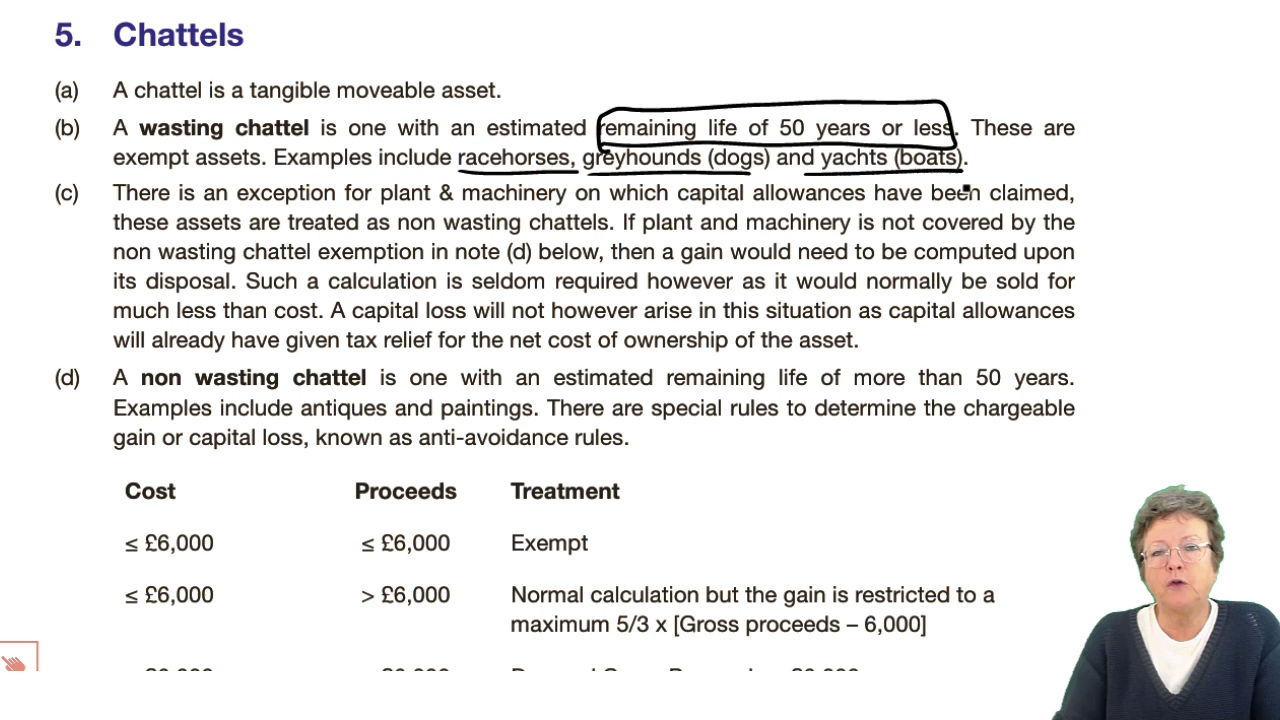 5. Chattels
(a) A chattel is a tangible moveable asset.
(b) A wasting chattel is one with an estimated remaining life of 50 years or less. These are
exempt assets. Examples include racehorses, greyhounds (dogs) and yachts (boats).
(c) There is an exception for plant & machinery on which capital allowances have been claimed,
these assets are treated as non wasting chattels. If plant and machinery is not covered by the
non wasting chattel exemption in note (d) below, then a gain would need to be computed upon
its disposal. Such a calculation is seldom required however as it would normally be sold for
much less than cost. A capital loss will not however arise in this situation as capital allowances
will already have given tax relief for the net cost of ownership of the asset.
(d) A non wasting chattel is one with an estimated remaining life of more than 50 years.
Examples include antiques and paintings. There are special rules to determine the chargeable
gain or capital loss, known as anti-avoidance rules.
Cost Proceeds Treatment
≤ £6,000 ≤ £6,000 Exempt
≤ £6,000 > £6,000 Normal calculation but the gain is restricted to a
maximum 5/3 x [Gross proceeds – 6,000]